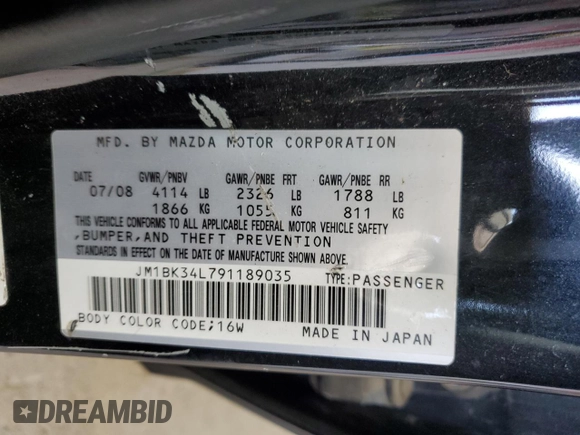 MFD. BY MAZDA MOTOR CORPORATION
DATE GVWR/PNBV GAWR/PNBE FRT GAWR/PNBE RR
07/08 4114 LB 2326 LB 1788 LB
1866 KG 1055 KG 811 KG
THIS VEHICLE CONFORMS TO ALL APPLICABLE FEDERAL MOTOR VEHICLE SAFETY
,BUMPER,AND THEFT PREVENTION
STANDARDS IN EFFECT ON THE DATE OF MANUFACTURE SHOWN ABOVE.
JM1BK34L791189035 TYPE:PASSENGER
BODY COLOR CODE;16W MADE IN JAPAN
DREAMBID